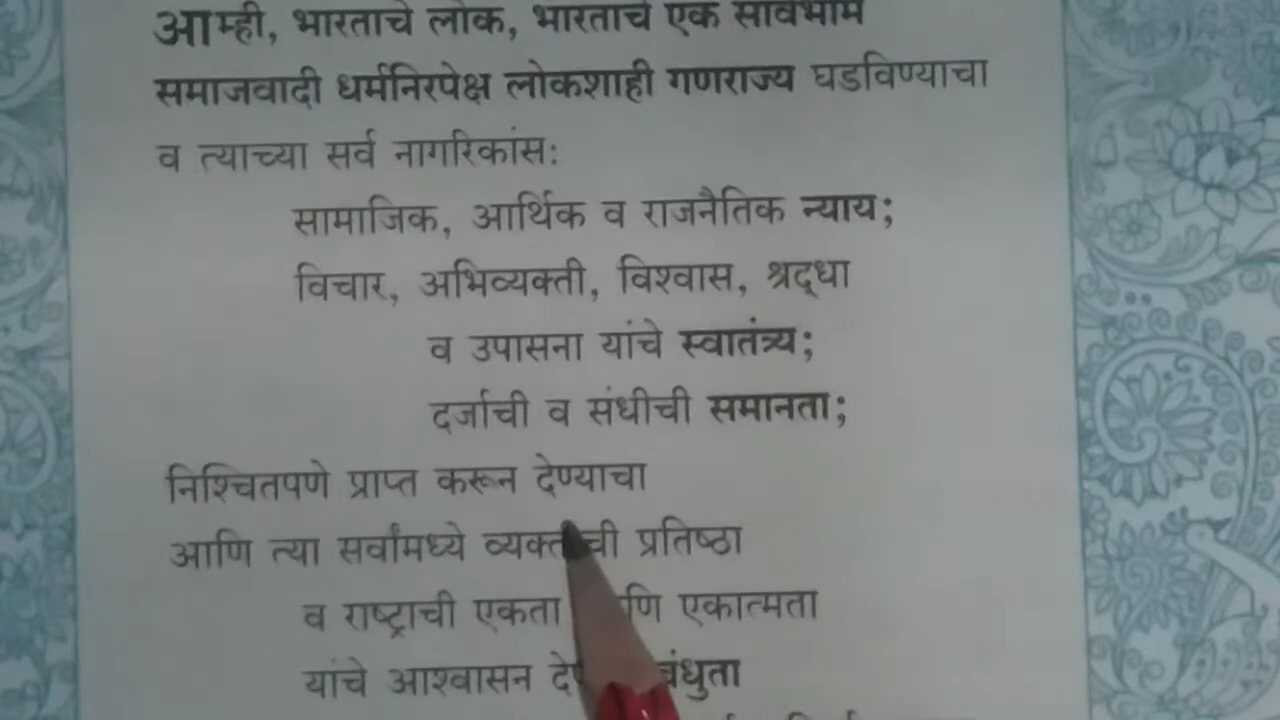 आम्ही, भारताचे लोक, भारताचे एक सार्वभौम
समाजवादी धर्मनिरपेक्ष लोकशाही गणराज्य घडविण्याचा
व त्याच्या सर्व नागरिकांस:
सामाजिक, आर्थिक व राजनैतिक न्याय;
विचार, अभिव्यक्ती, विश्वास, श्रद्धा
व उपासना यांचे स्वातंत्र्य;
दर्जाची व संधीची समानता;
निश्चितपणे प्राप्त करून देण्याचा
आणि त्या सर्वांमध्ये व्यक्तीची प्रतिष्ठा
व राष्ट्राची एकता एकात्मता
यांचे आश्वासन बंधुता